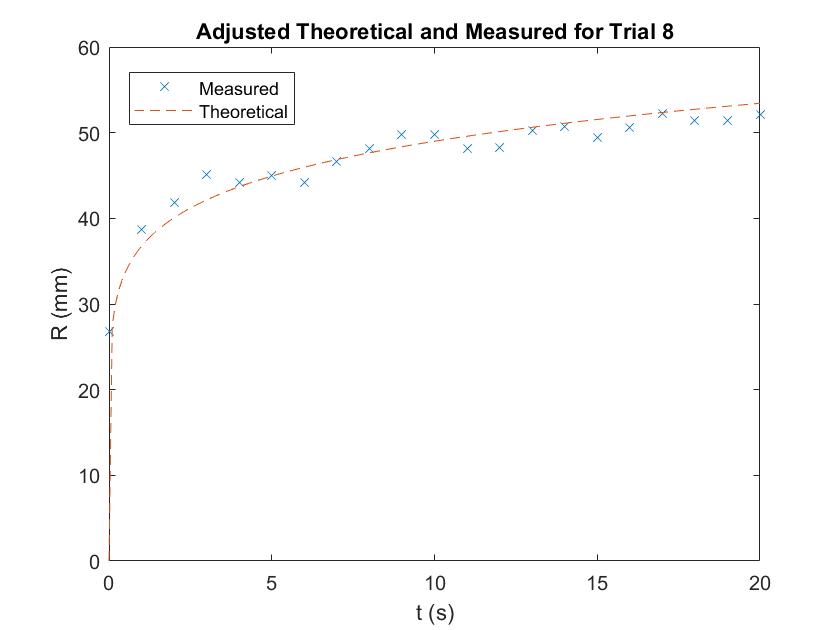 Adjusted Theoretical and Measured for Trial 8
60
50
40
30
20
10
0
R (mm)
Measured
Theoretical
0 5 10 15 20
t (s)